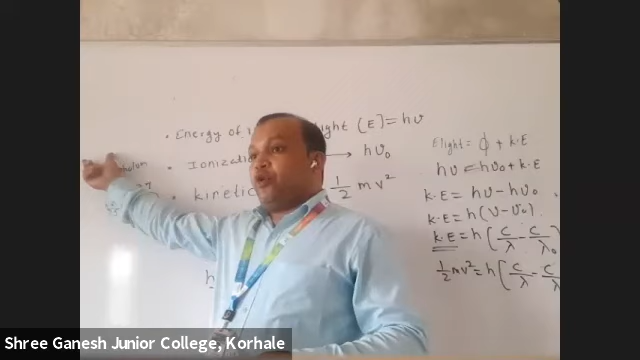 • Energy of light (E) = hυ
• Ionization → hυ₀
• kinetic 1/2 mv²
h
Elight = ϕ + K·E
hυ = hυ₀ + K·E
K·E = hυ - hυ₀
K·E = h(υ - υ₀)
K·E = h[C/λ - C/λ₀
1/2 mv² = h[C/λ - C/λ
Shree Ganesh Junior College, Korhale